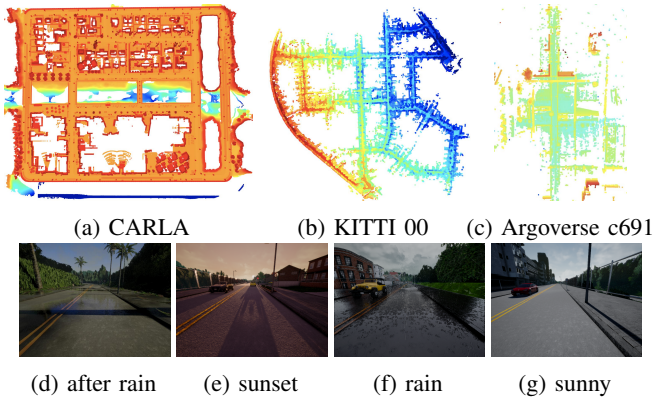 (a) CARLA
(b) KITTI 00
(c) Argoverse c691
(d) after rain
(e) sunset
(f) rain
(g) sunny